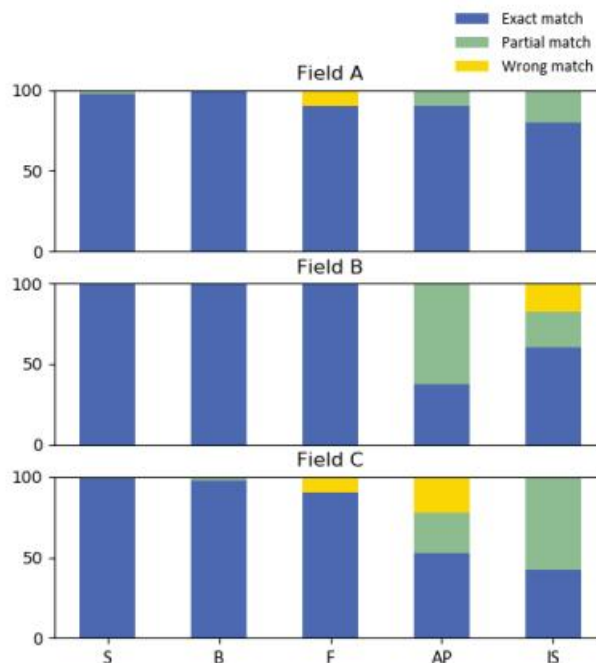 Exact match
Partial match
Wrong match
Field A
100
50
0
Field B
100
50
0
Field C
100
50
0
S B F AP IS